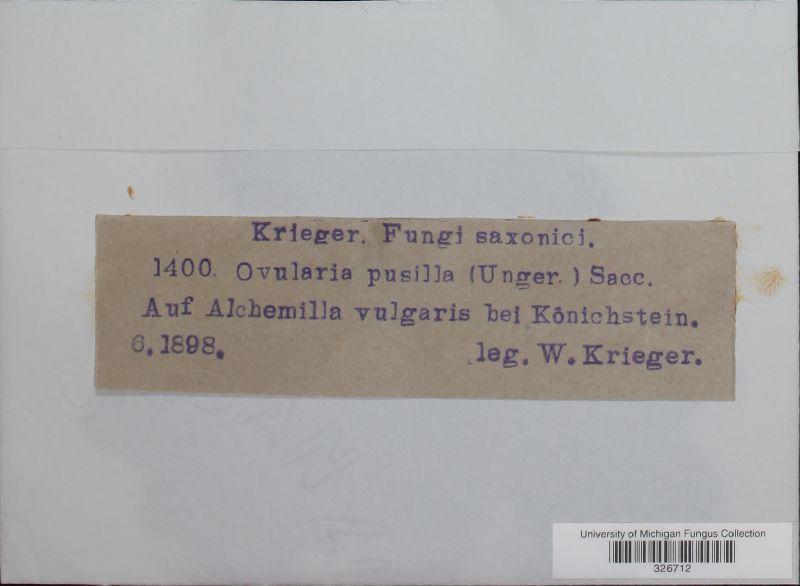 Krieger. Fungi saxonici.
1400. Ovularia pusilla (Unger.) Sacc.
Auf Alchemilla vulgaris bei Königchstein.
6.1898. leg. W. Krieger.
University of Michigan Fungus Collection
326712